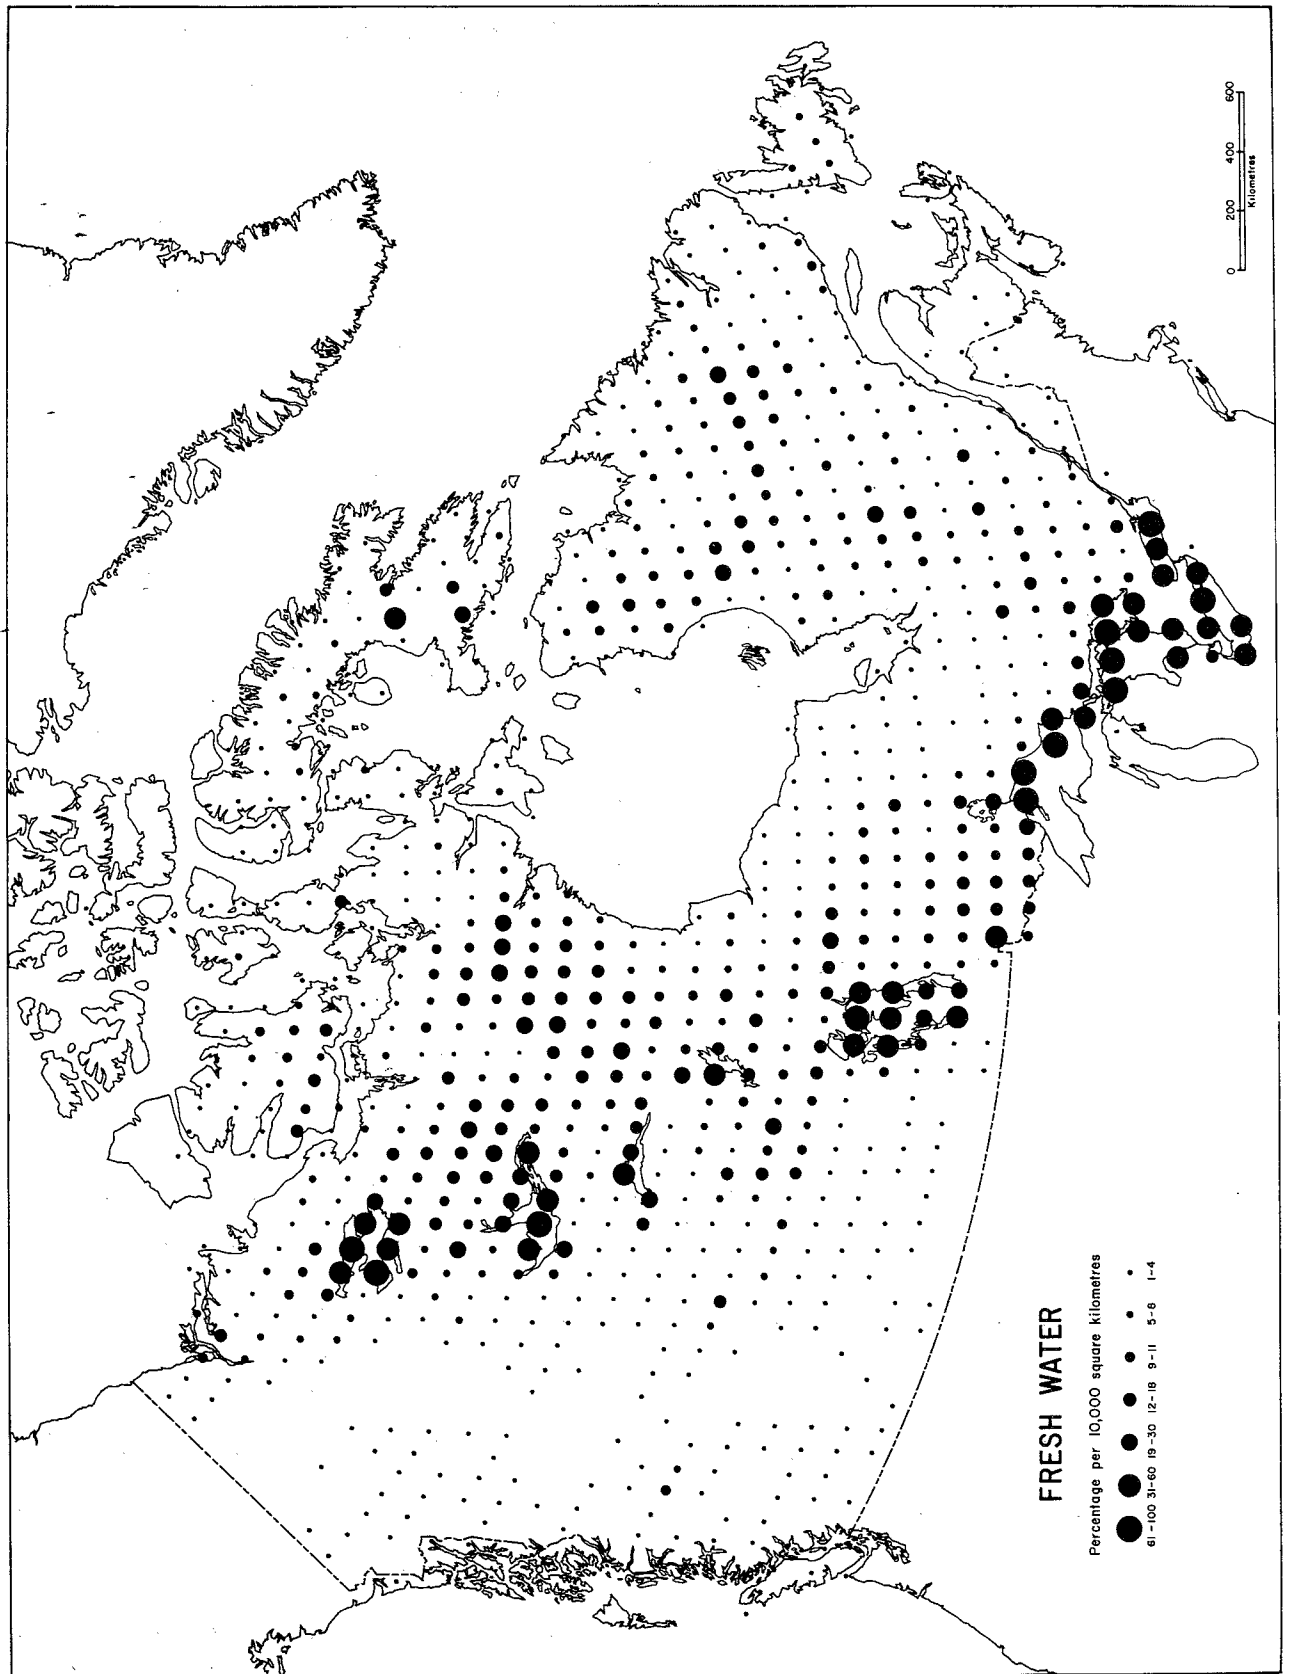 FRESH WATER
Percentage per 10,000 square kilometres
61-100 31-60 19-30 12-18 9-11 5-8 1-4
0 200 400 600
Kilometres